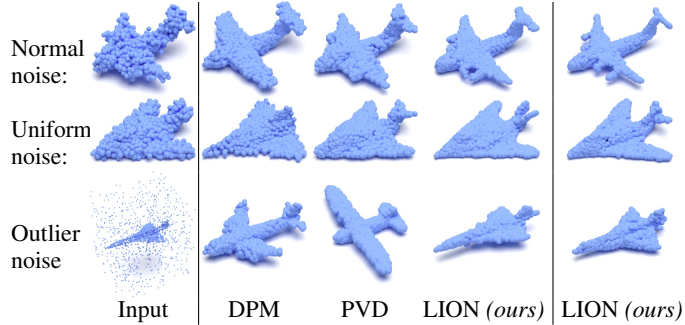 Normal
noise:
Uniform
noise:
Outlier
noise
Input DPM PVD LION (ours) LION (ours)